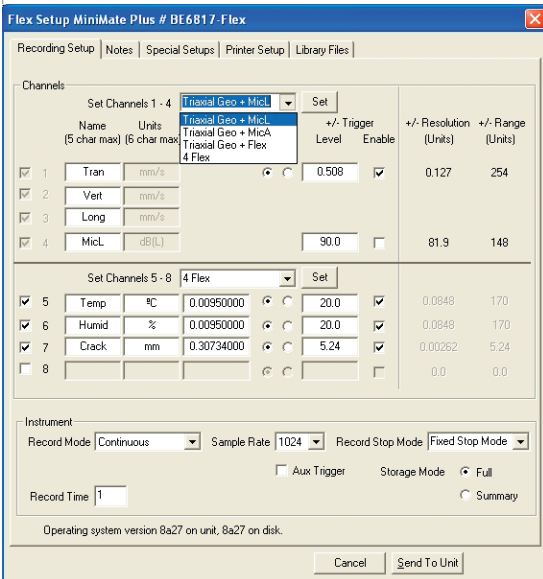 Flex Setup MiniMate Plus # BE6817-Flex
Recording Setup Notes Special Setups Printer Setup Library Files
Channels
Set Channels 1 - 4 Triaxial Geo + MicL Set
Triaxial Geo + MicL
Triaxial Geo + MicA
Triaxial Geo + Flex
4 Flex
Name Units +/- Trigger +/- Resolution +/- Range
(5 char max) (6 char max Level Enable (Units) (Units)
1 Tran mm/s 0.508 0.127 254
2 Vert mm/s
3 Long mm/s
4 MicL dB(L) 90.0 81.9 148
Set Channels 5 - 8 4 Flex Set
5 Temp ºC 0.00950000 20.0 0.0848 170
6 Humid % 0.00950000 20.0 0.0848 170
7 Crack mm 0.30734000 5.24 0.00262 5.24
8 0.0 0.0
Instrument
Record Mode Continuous Sample Rate 1024 Record Stop Mode Fixed Stop Mode
Aux Trigger Storage Mode Full
Record Time 1 Summary
Operating system version 8a27 on unit, 8a27 on disk.
Cancel Send To Unit